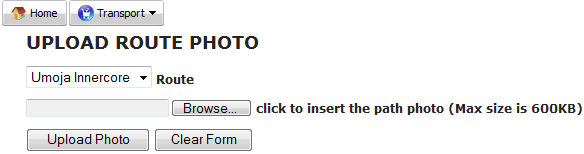 Home Transport
UPLOAD ROUTE PHOTO
Umoja Innercore Route
Browse... click to insert the path photo (Max size is 600KB)
Upload Photo Clear Form